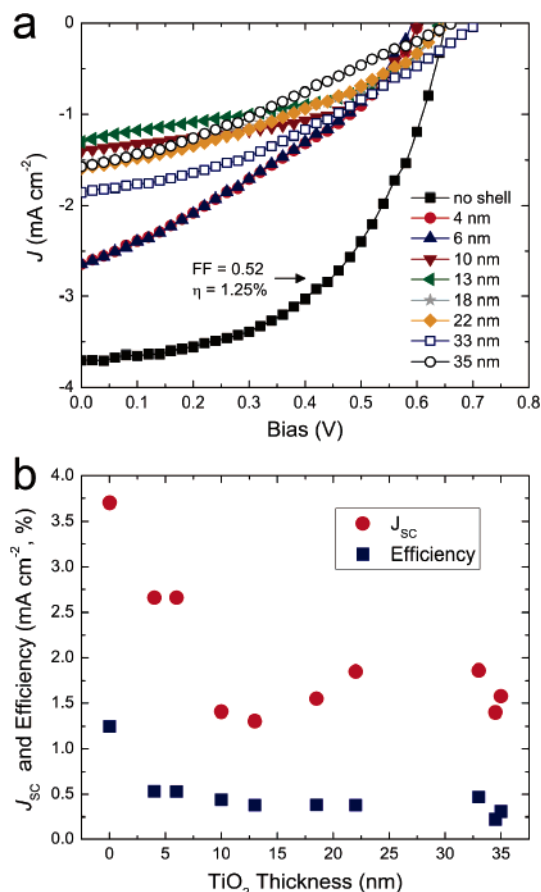 a
0
-1
-2
-3
-4
J (mA cm⁻²)
no shell
4 nm
6 nm
10 nm
13 nm
18 nm
22 nm
33 nm
35 nm
FF = 0.52
η = 1.25%
0.0 0.1 0.2 0.3 0.4 0.5 0.6 0.7 0.8
Bias (V)
b
4.0
3.5
3.0
2.5
2.0
1.5
1.0
0.5
0.0
J_SC and Efficiency (mA cm⁻², %)
J_SC
Efficiency
0 5 10 15 20 25 30 35
TiO₂ Thickness (nm)